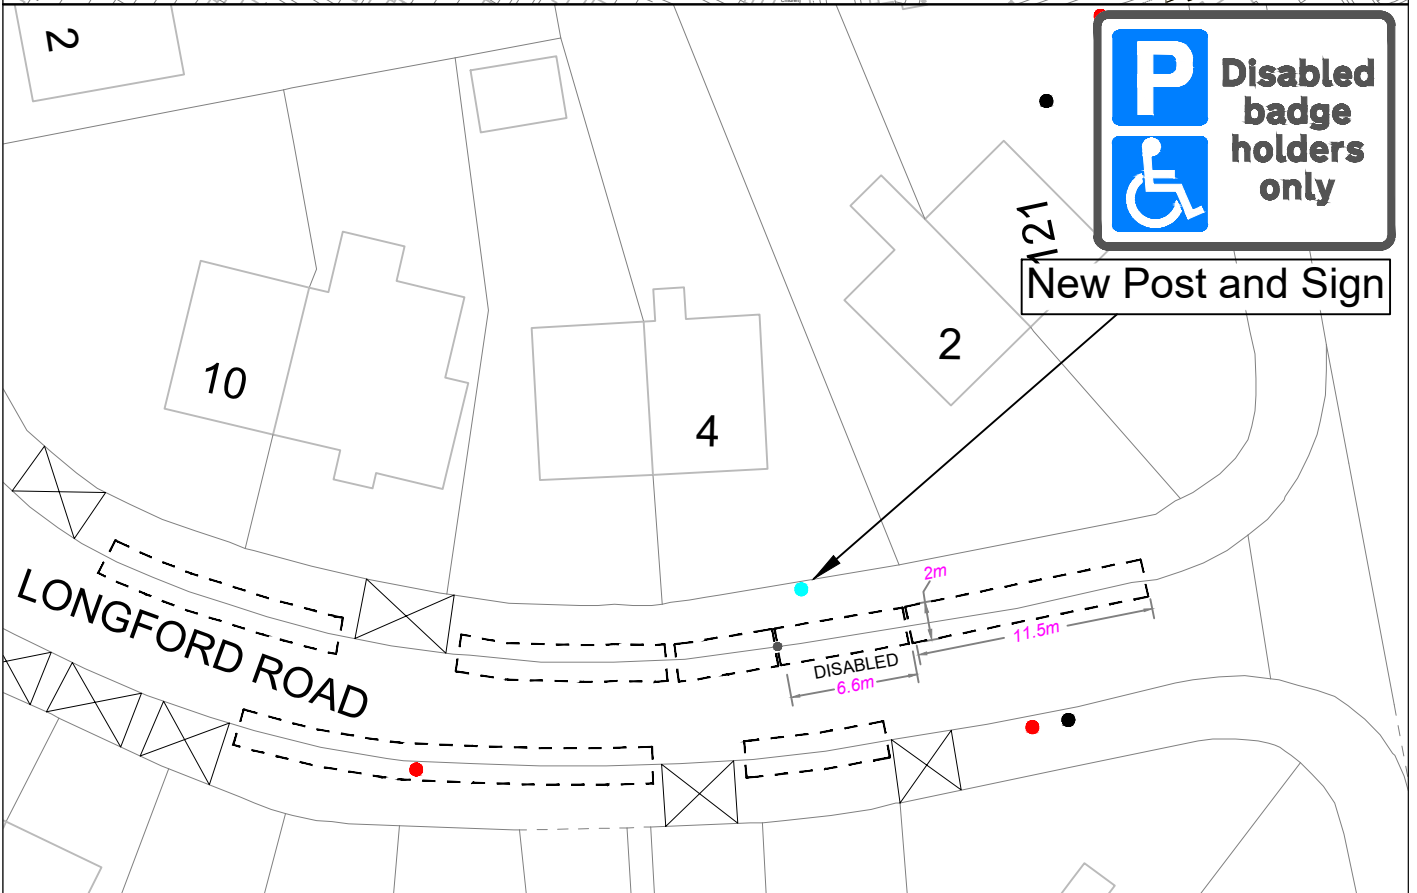 2
P
Disabled
badge
holders
only
121
New Post and Sign
2
10
4
2m
11.5m
DISABLED
6.6m
LONGFORD ROAD